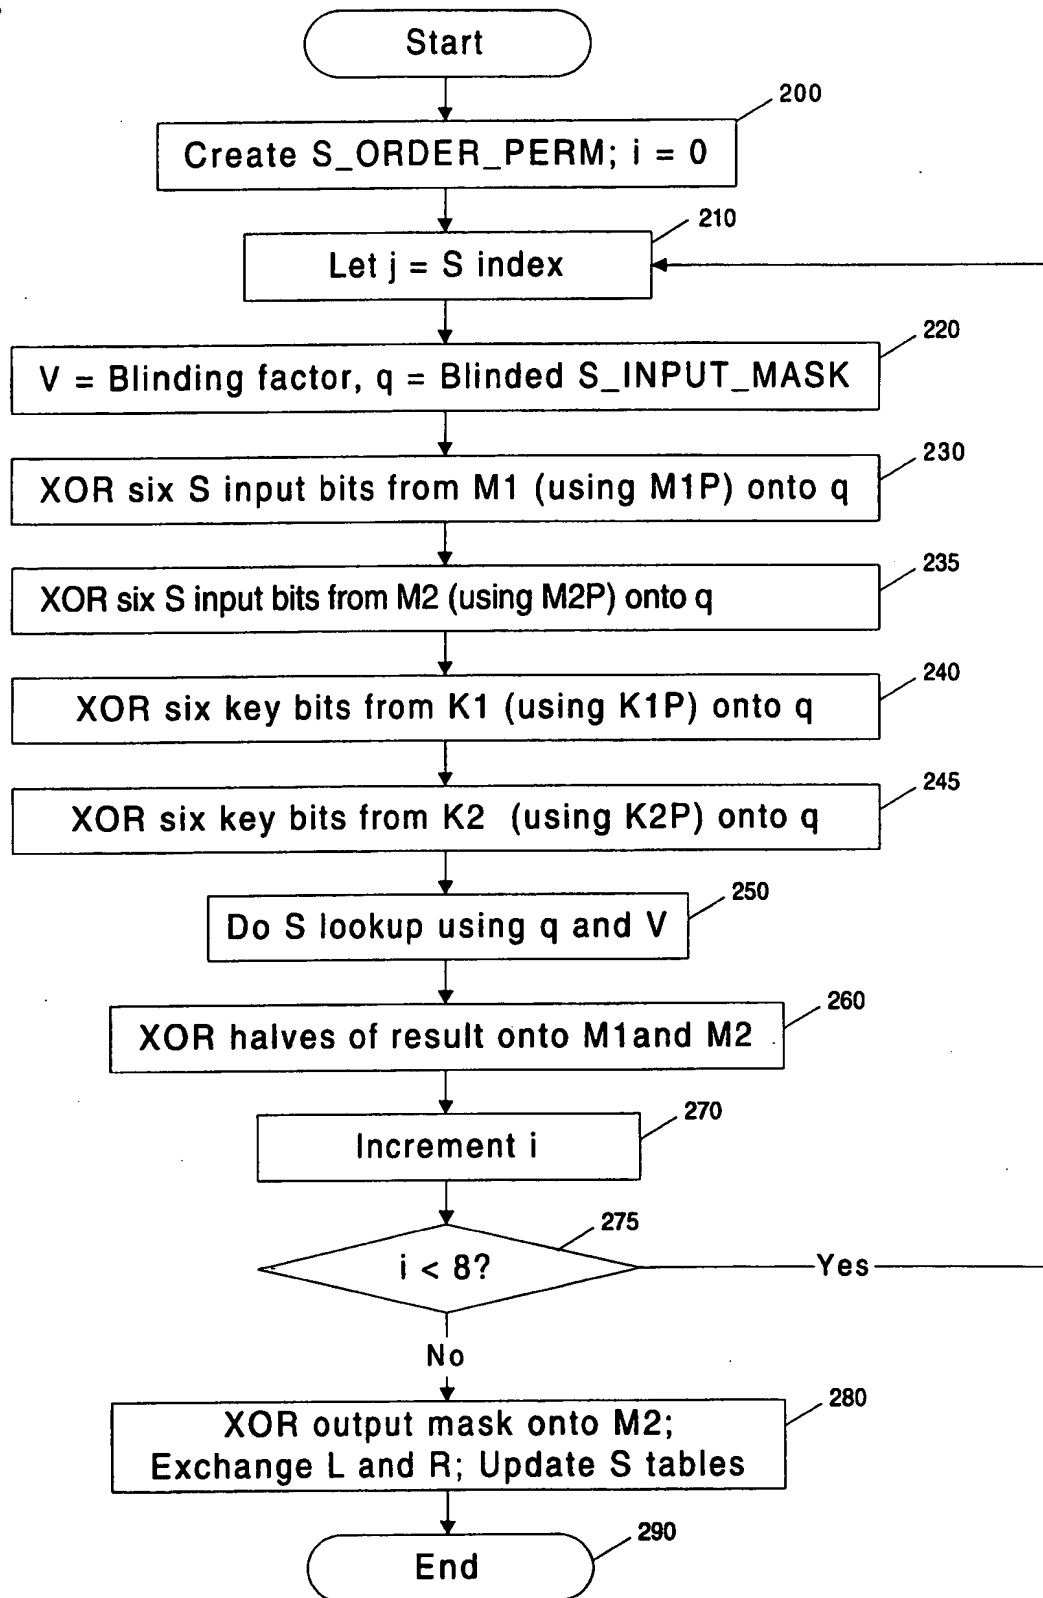 Start
200
Create S_ORDER_PERM; i = 0
210
Let j = S index
220
V = Blinding factor, q = Blinded S_INPUT_MASK
230
XOR six S input bits from M1 (using M1P) onto q
235
XOR six S input bits from M2 (using M2P) onto q
240
XOR six key bits from K1 (using K1P) onto q
245
XOR six key bits from K2 (using K2P) onto q
250
Do S lookup using q and V
260
XOR halves of result onto M1and M2
270
Increment i
275
i < 8?
Yes
No
280
XOR output mask onto M2;
Exchange L and R; Update S tables
290
End